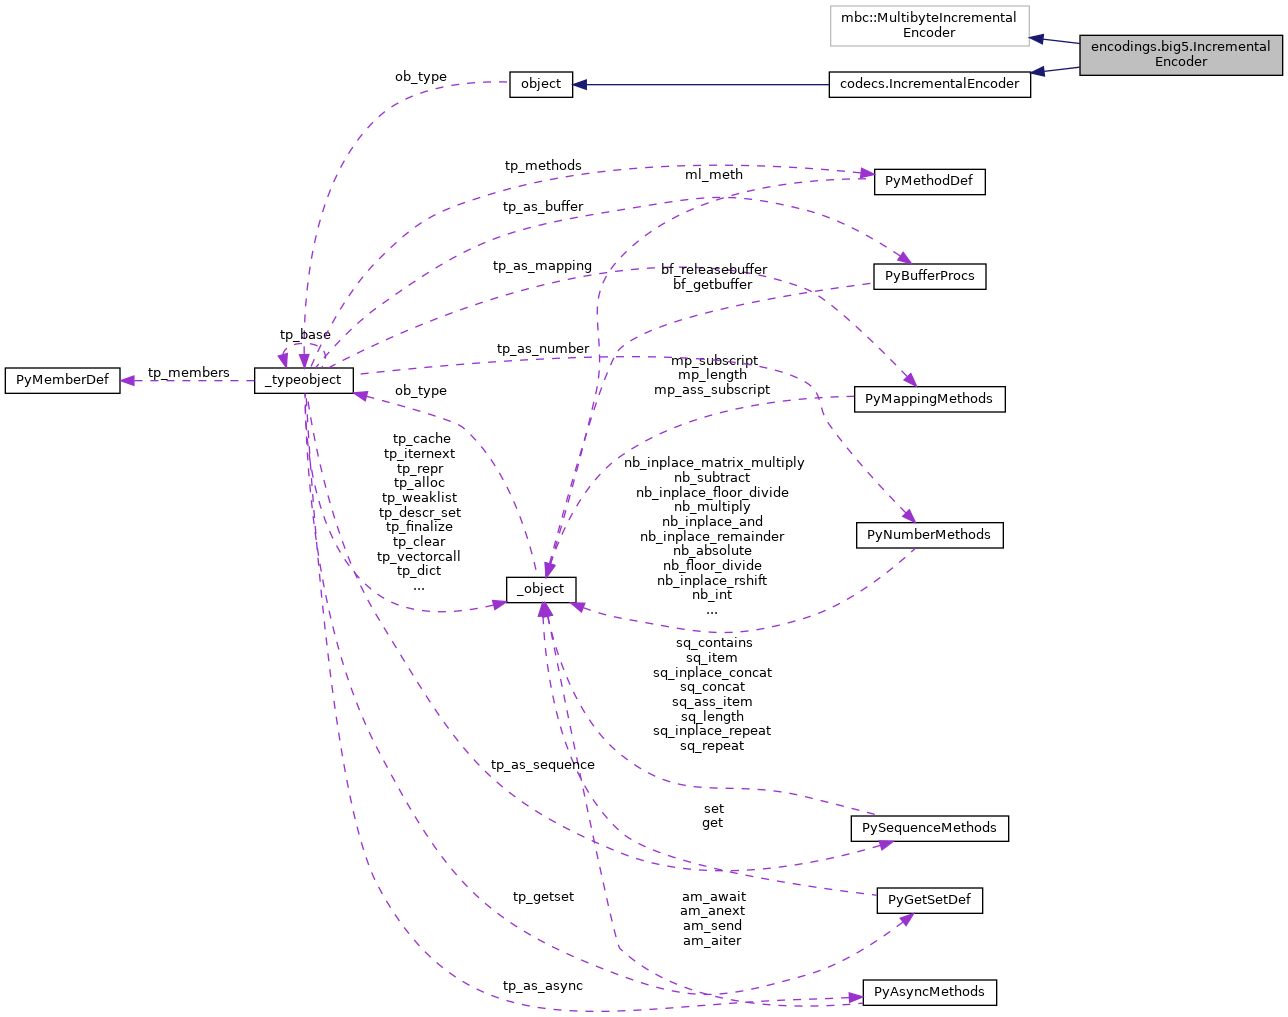 mbc::MultibyteIncremental
Encoder
encodings.big5.Incremental
Encoder
ob_type
object
codecs.IncrementalEncoder
tp_methods
ml_meth
PyMethodDef
tp_as_buffer
tp_as_mapping
bf_releasebuffer
bf_getbuffer
PyBufferProcs
tp_base
tp_as_number
PyMemberDef
tp_members
_typeobject
ob_type
mp_subscript
mp_length
mp_ass_subscript
PyMappingMethods
tp_cache
tp_iternext
tp_repr
tp_alloc
tp_weaklist
tp_descr_set
tp_finalize
tp_clear
tp_vectorcall
tp_dict
...
nb_inplace_matrix_multiply
nb_subtract
nb_inplace_floor_divide
nb_multiply
nb_inplace_and
nb_inplace_remainder
nb_absolute
nb_floor_divide
nb_inplace_rshift
nb_int
...
PyNumberMethods
_object
sq_contains
sq_item
sq_inplace_concat
sq_concat
sq_ass_item
sq_length
sq_inplace_repeat
sq_repeat
tp_as_sequence
set
get
PySequenceMethods
tp_getset
am_await
am_anext
am_send
am_aiter
PyGetSetDef
tp_as_async
PyAsyncMethods